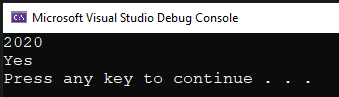 Microsoft Visual Studio Debug Console
2020
Yes
Press any key to continue . . .